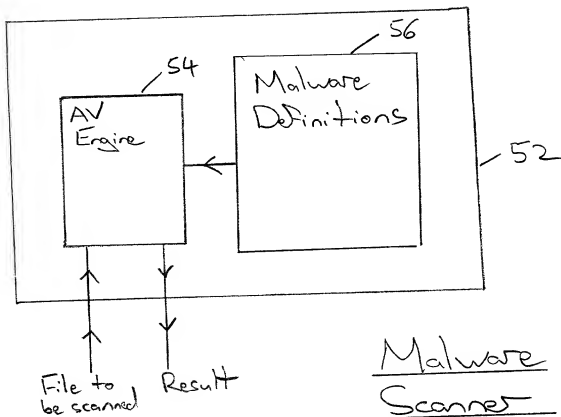 56
54
Malware
Definitions
AV
Engine
52
File to
be scanned
Result
Malware
Scanner